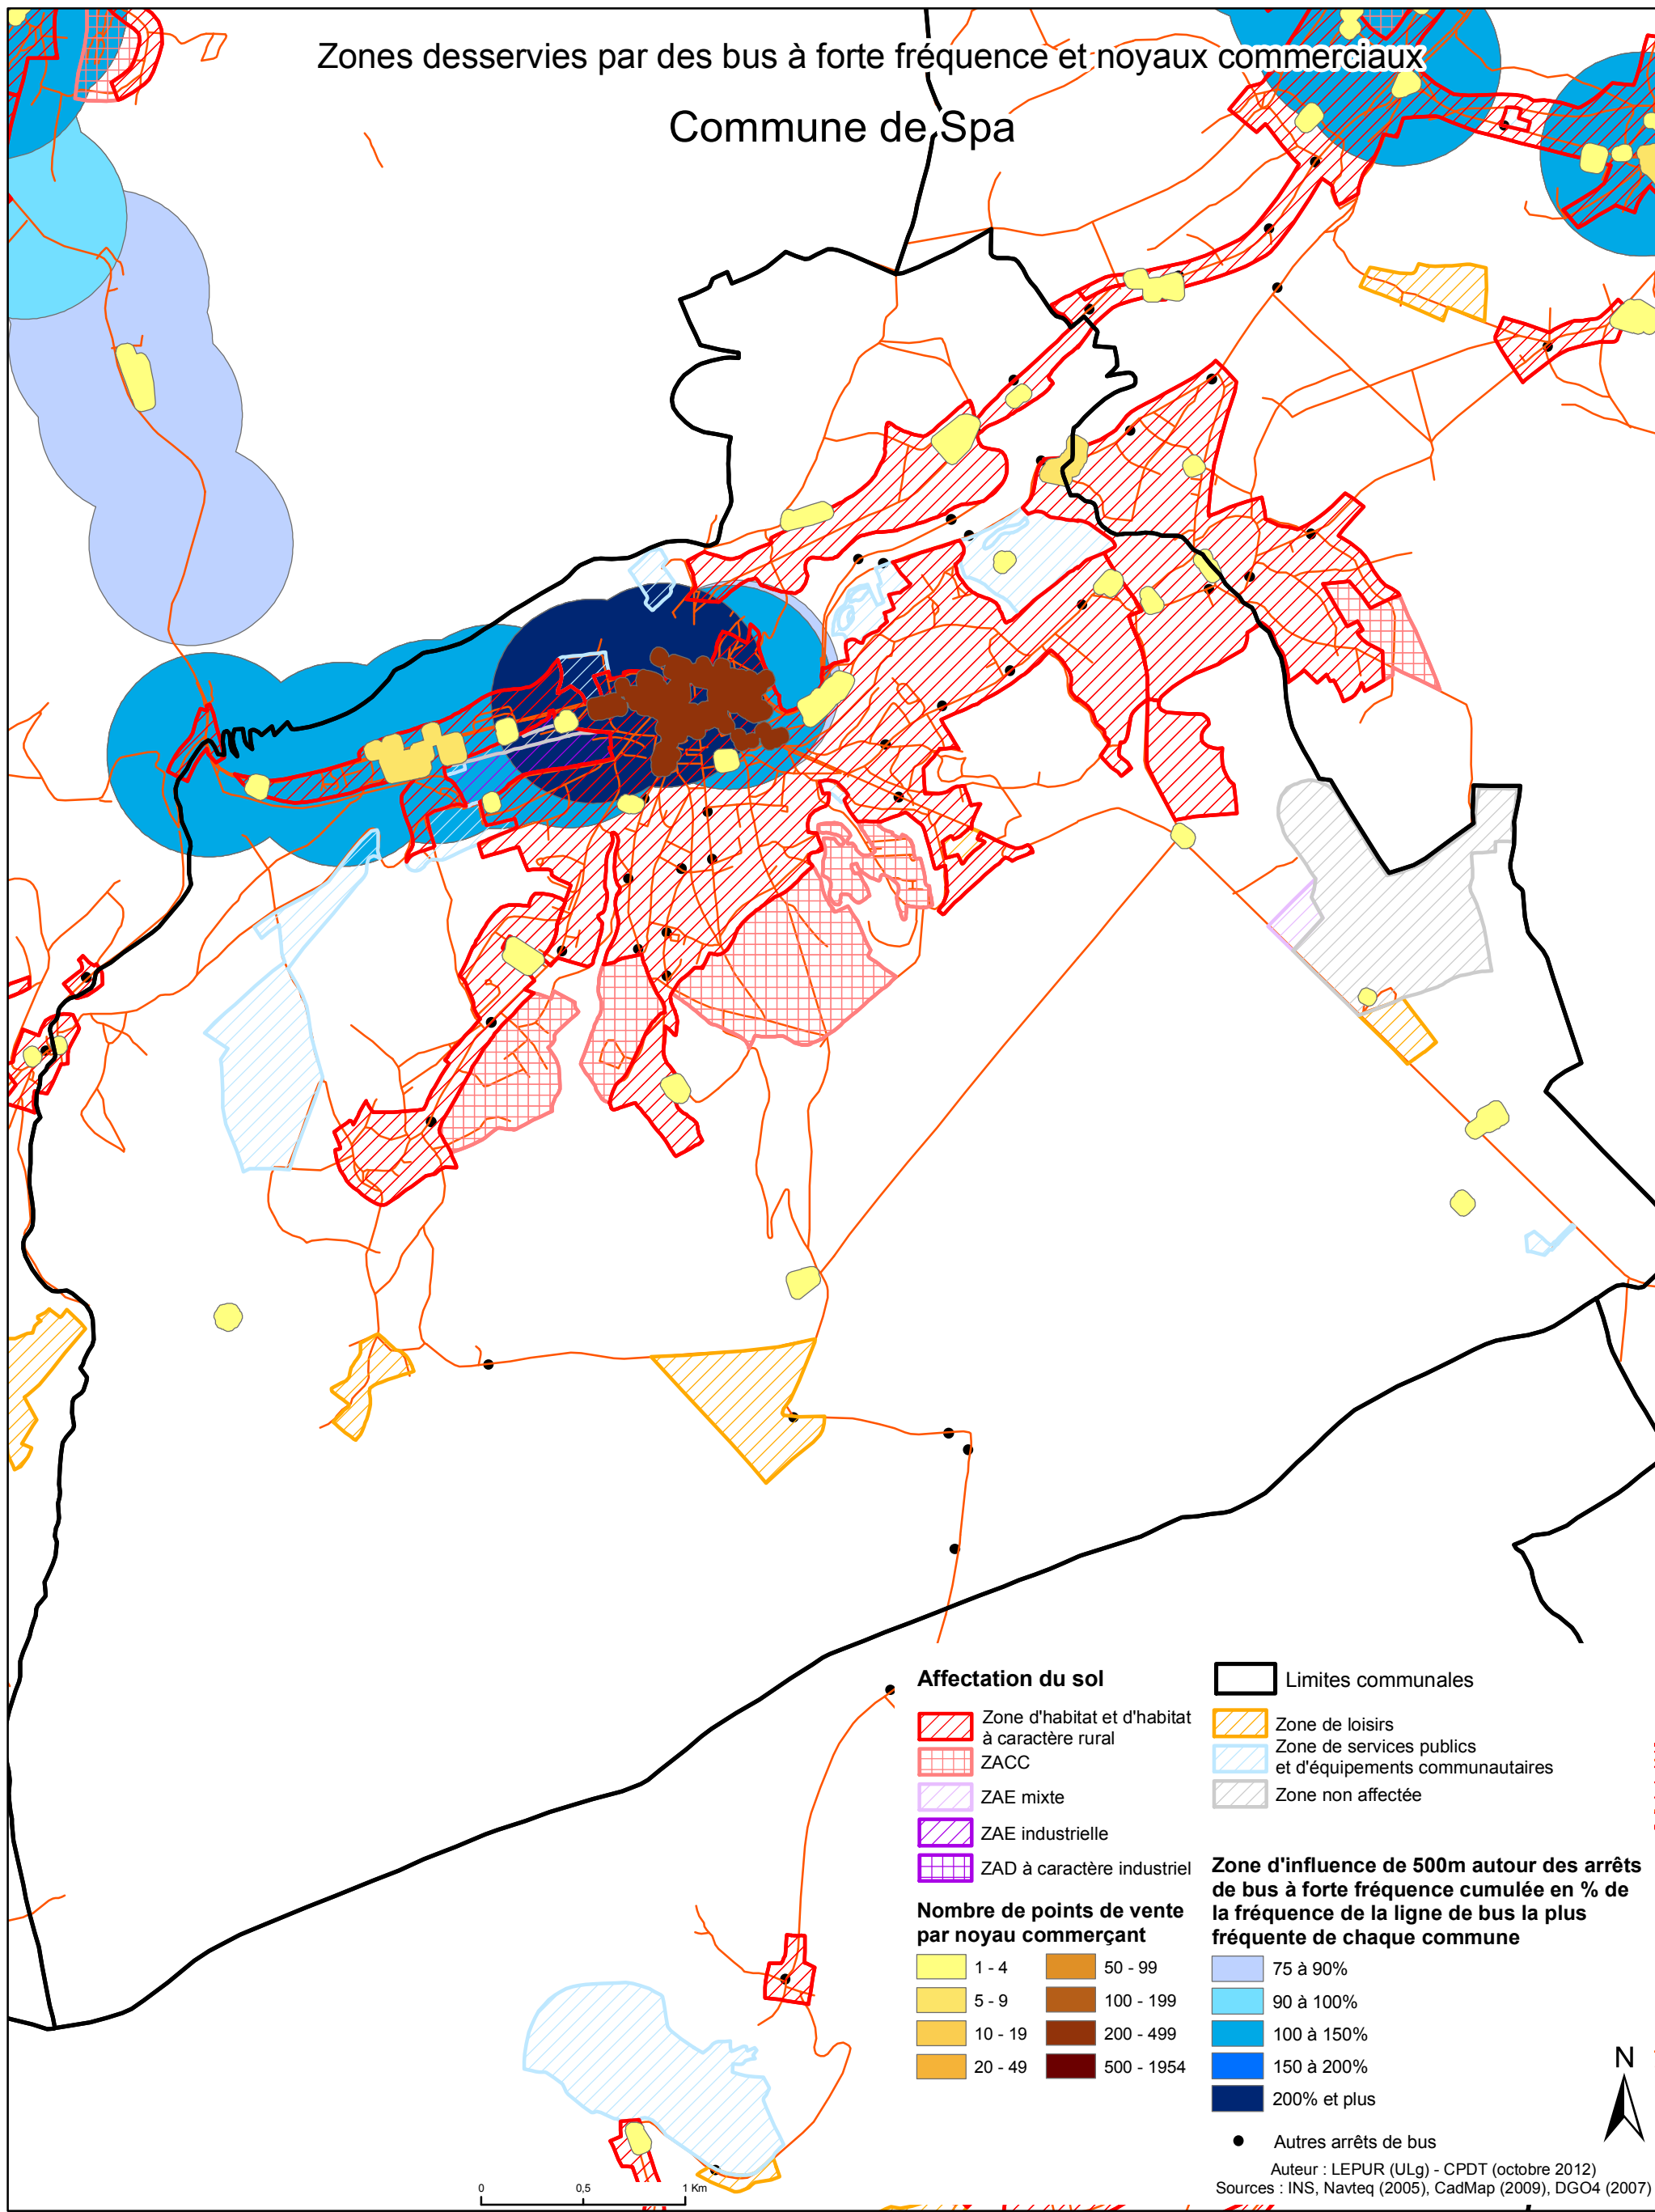 Zones desservies par des bus à forte fréquence et noyaux commerciaux
Commune de Spa
Affectation du sol
Zone d'habitat et d'habitat
à caractère rural
ZACC
ZAE mixte
ZAE industrielle
ZAD à caractère industriel
Limites communales
Zone de loisirs
Zone de services publics
et d'équipements communautaires
Zone non affectée
Nombre de points de vente
par noyau commerçant
1 - 4
5 - 9
10 - 19
20 - 49
50 - 99
100 - 199
200 - 499
500 - 1954
Zone d'influence de 500m autour des arrêts
de bus à forte fréquence cumulée en % de
la fréquence de la ligne de bus la plus
fréquente de chaque commune
75 à 90%
90 à 100%
100 à 150%
150 à 200%
200% et plus
Autres arrêts de bus
N
Auteur : LEPUR (ULg) - CPDT (octobre 2012)
Sources : INS, Navteq (2005), CadMap (2009), DGO4 (2007)
0 0,5 1 Km